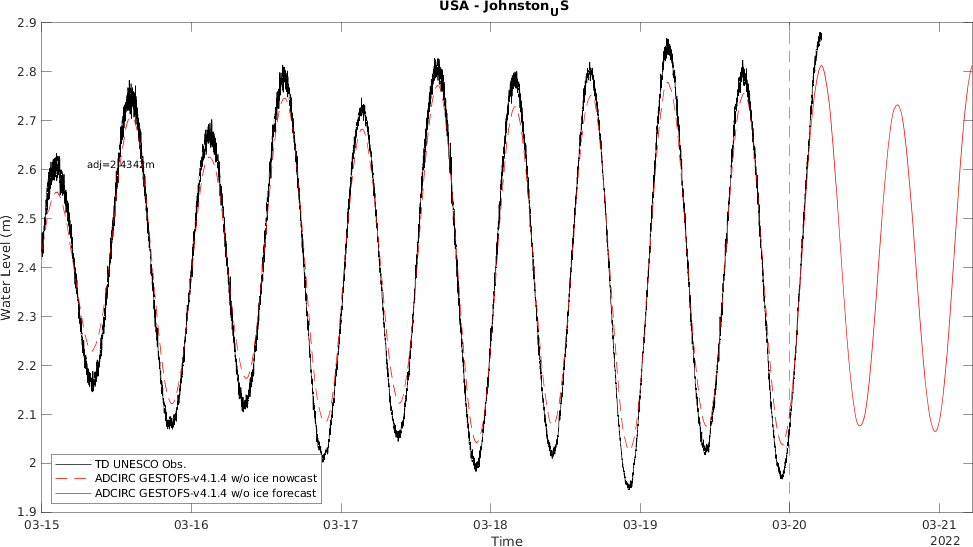 USA - Johnston_US
2.9
2.8
2.7
2.6
2.5
2.4
2.3
2.2
2.1
2
1.9
Water Level (m)
adj=2.4342m
TD UNESCO Obs.
ADCIRC GESTOFS-v4.1.4 w/o ice nowcast
ADCIRC GESTOFS-v4.1.4 w/o ice forecast
03-15 03-16 03-17 03-18 03-19 03-20 03-21
Time
2022